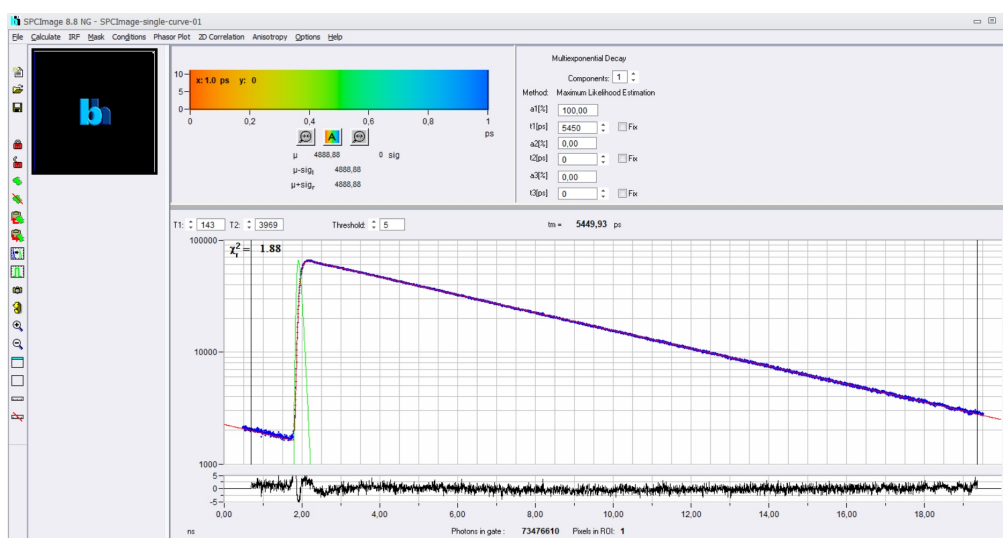 SPCImage 8.8 NG - SPCImage-single-curve-01
File Calculate IRF Mask Conditions Phasor Plot 2D Correlation Anisotropy Options Help
x: 1.0 ps y: 0
10
5
0
0 0,2 0,4 0,6 0,8 1
ps
A
μ 4888,88 0 sig
μ-sigₗ 4888,88
μ+sigᵣ 4888,88
Multiexponential Decay
Components: 1
Method: Maximum Likelihood Estimation
a1[%] 100,00
t1[ps] 5450 Fix
a2[%] 0,00
t2[ps] 0 Fix
a3[%] 0,00
t3[ps] 0 Fix
T1: 143 T2: 3969 Threshold: 5 tm = 5449,93 ps
χ²ᵣ = 1.88
100000
10000
1000
5
0
-5
0,00 2,00 4,00 6,00 8,00 10,00 12,00 14,00 16,00 18,00
ns Photons in gate : 73476610 Pixels in ROI: 1